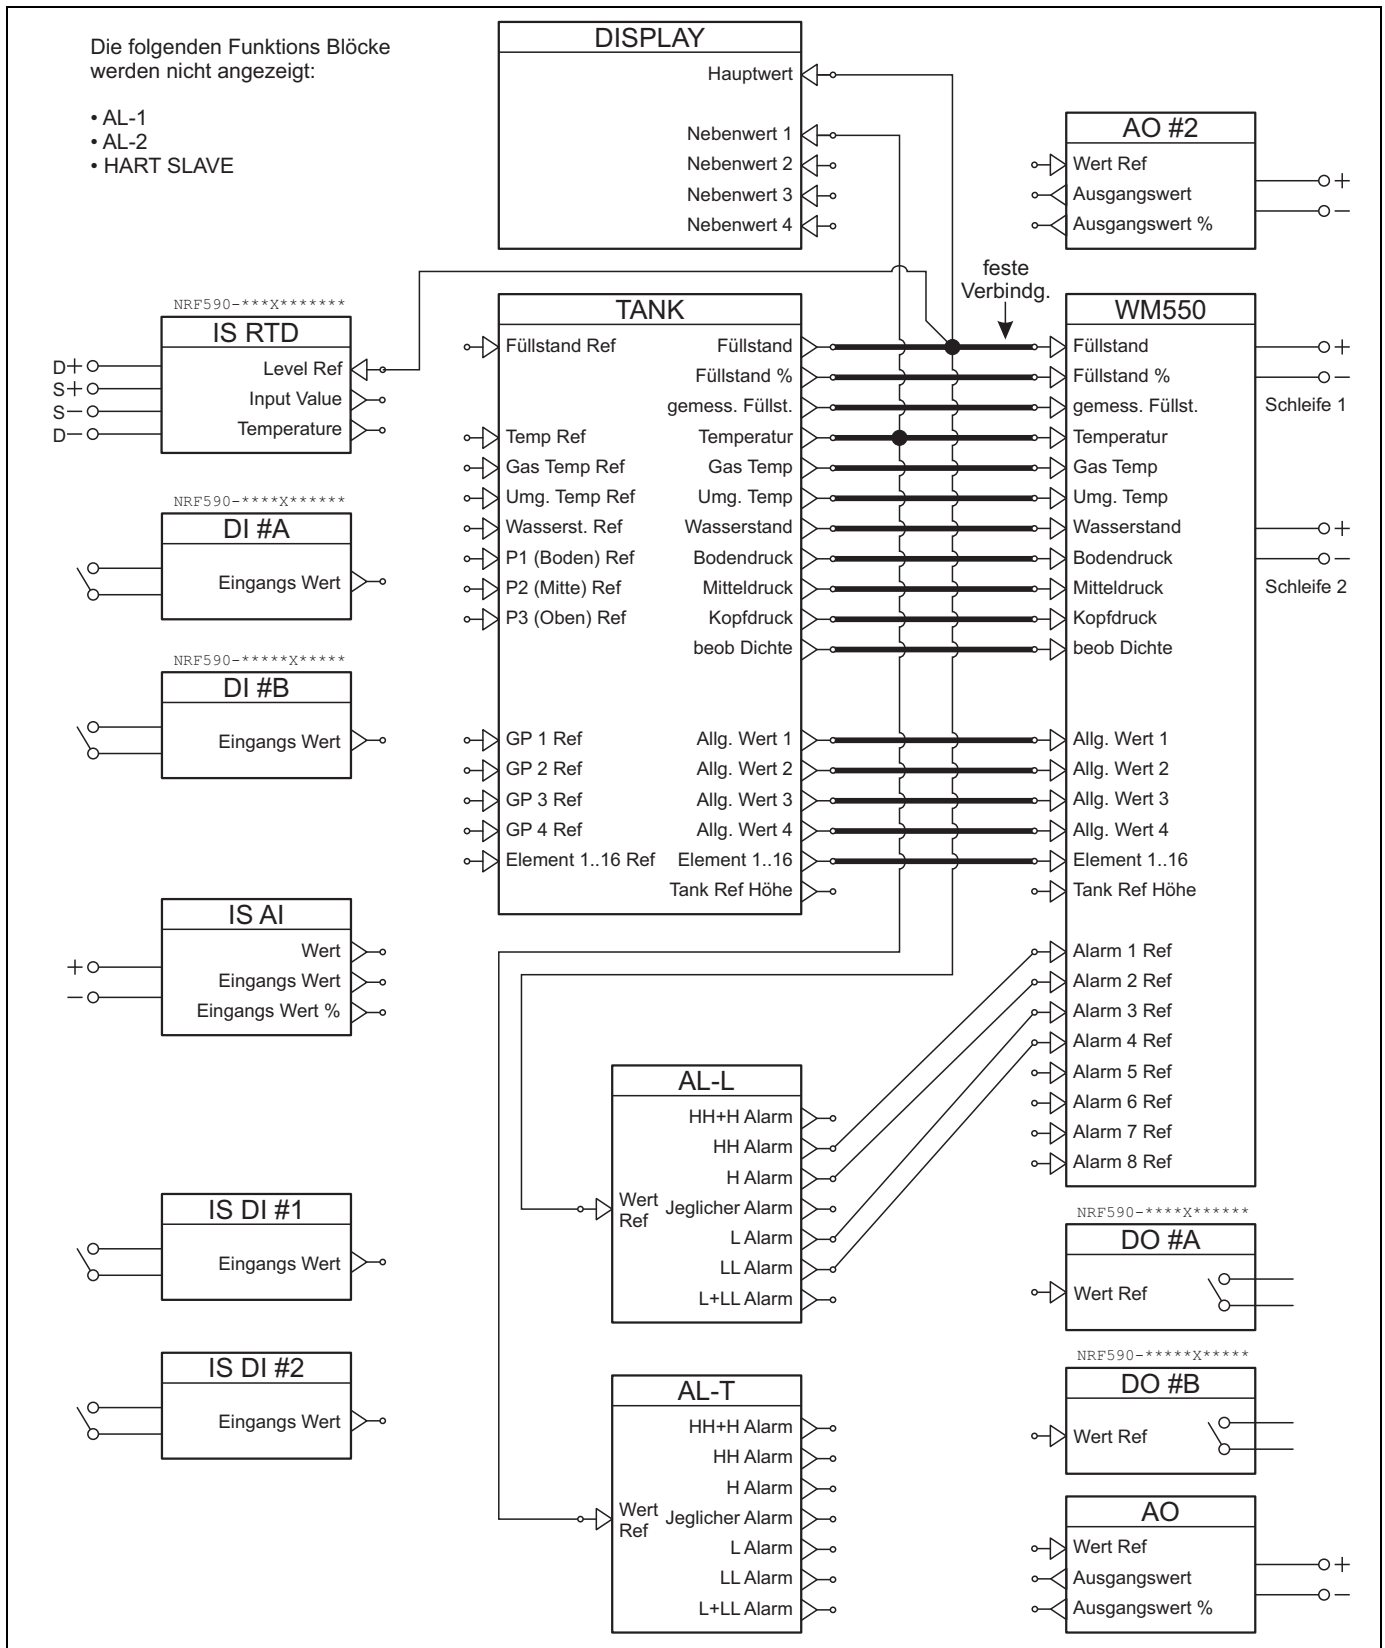 Die folgenden Funktions Blöcke
werden nicht angezeigt:
• AL-1
• AL-2
• HART SLAVE
DISPLAY
Hauptwert
Nebenwert 1
Nebenwert 2
Nebenwert 3
Nebenwert 4
AO #2
Wert Ref
Ausgangswert
Ausgangswert %
+
–
feste
Verbindg.
NRF590-***X*******
IS RTD
D+
S+
S–
D–
Level Ref
Input Value
Temperature
NRF590-****X******
DI #A
Eingangs Wert
NRF590-*****X*****
DI #B
Eingangs Wert
IS AI
+
–
Wert
Eingangs Wert
Eingangs Wert %
IS DI #1
Eingangs Wert
IS DI #2
Eingangs Wert
TANK
Füllstand Ref
Temp Ref
Gas Temp Ref
Umg. Temp Ref
Wasserst. Ref
P1 (Boden) Ref
P2 (Mitte) Ref
P3 (Oben) Ref
GP 1 Ref
GP 2 Ref
GP 3 Ref
GP 4 Ref
Element 1..16 Ref
Füllstand
Füllstand %
gemess. Füllst.
Temperatur
Gas Temp
Umg. Temp
Wasserstand
Bodendruck
Mitteldruck
Kopfdruck
beob Dichte
Allg. Wert 1
Allg. Wert 2
Allg. Wert 3
Allg. Wert 4
Element 1..16
Tank Ref Höhe
WM550
Füllstand
Füllstand %
gemess. Füllst.
Temperatur
Gas Temp
Umg. Temp
Wasserstand
Bodendruck
Mitteldruck
Kopfdruck
beob Dichte
Allg. Wert 1
Allg. Wert 2
Allg. Wert 3
Allg. Wert 4
Element 1..16
Tank Ref Höhe
Alarm 1 Ref
Alarm 2 Ref
Alarm 3 Ref
Alarm 4 Ref
Alarm 5 Ref
Alarm 6 Ref
Alarm 7 Ref
Alarm 8 Ref
+
–
Schleife 1
+
–
Schleife 2
AL-L
Wert
Ref
HH+H Alarm
HH Alarm
H Alarm
Jeglicher Alarm
L Alarm
LL Alarm
L+LL Alarm
AL-T
Wert
Ref
HH+H Alarm
HH Alarm
H Alarm
Jeglicher Alarm
L Alarm
LL Alarm
L+LL Alarm
NRF590-****X******
DO #A
Wert Ref
NRF590-*****X*****
DO #B
Wert Ref
AO
Wert Ref
Ausgangswert
Ausgangswert %
+
–